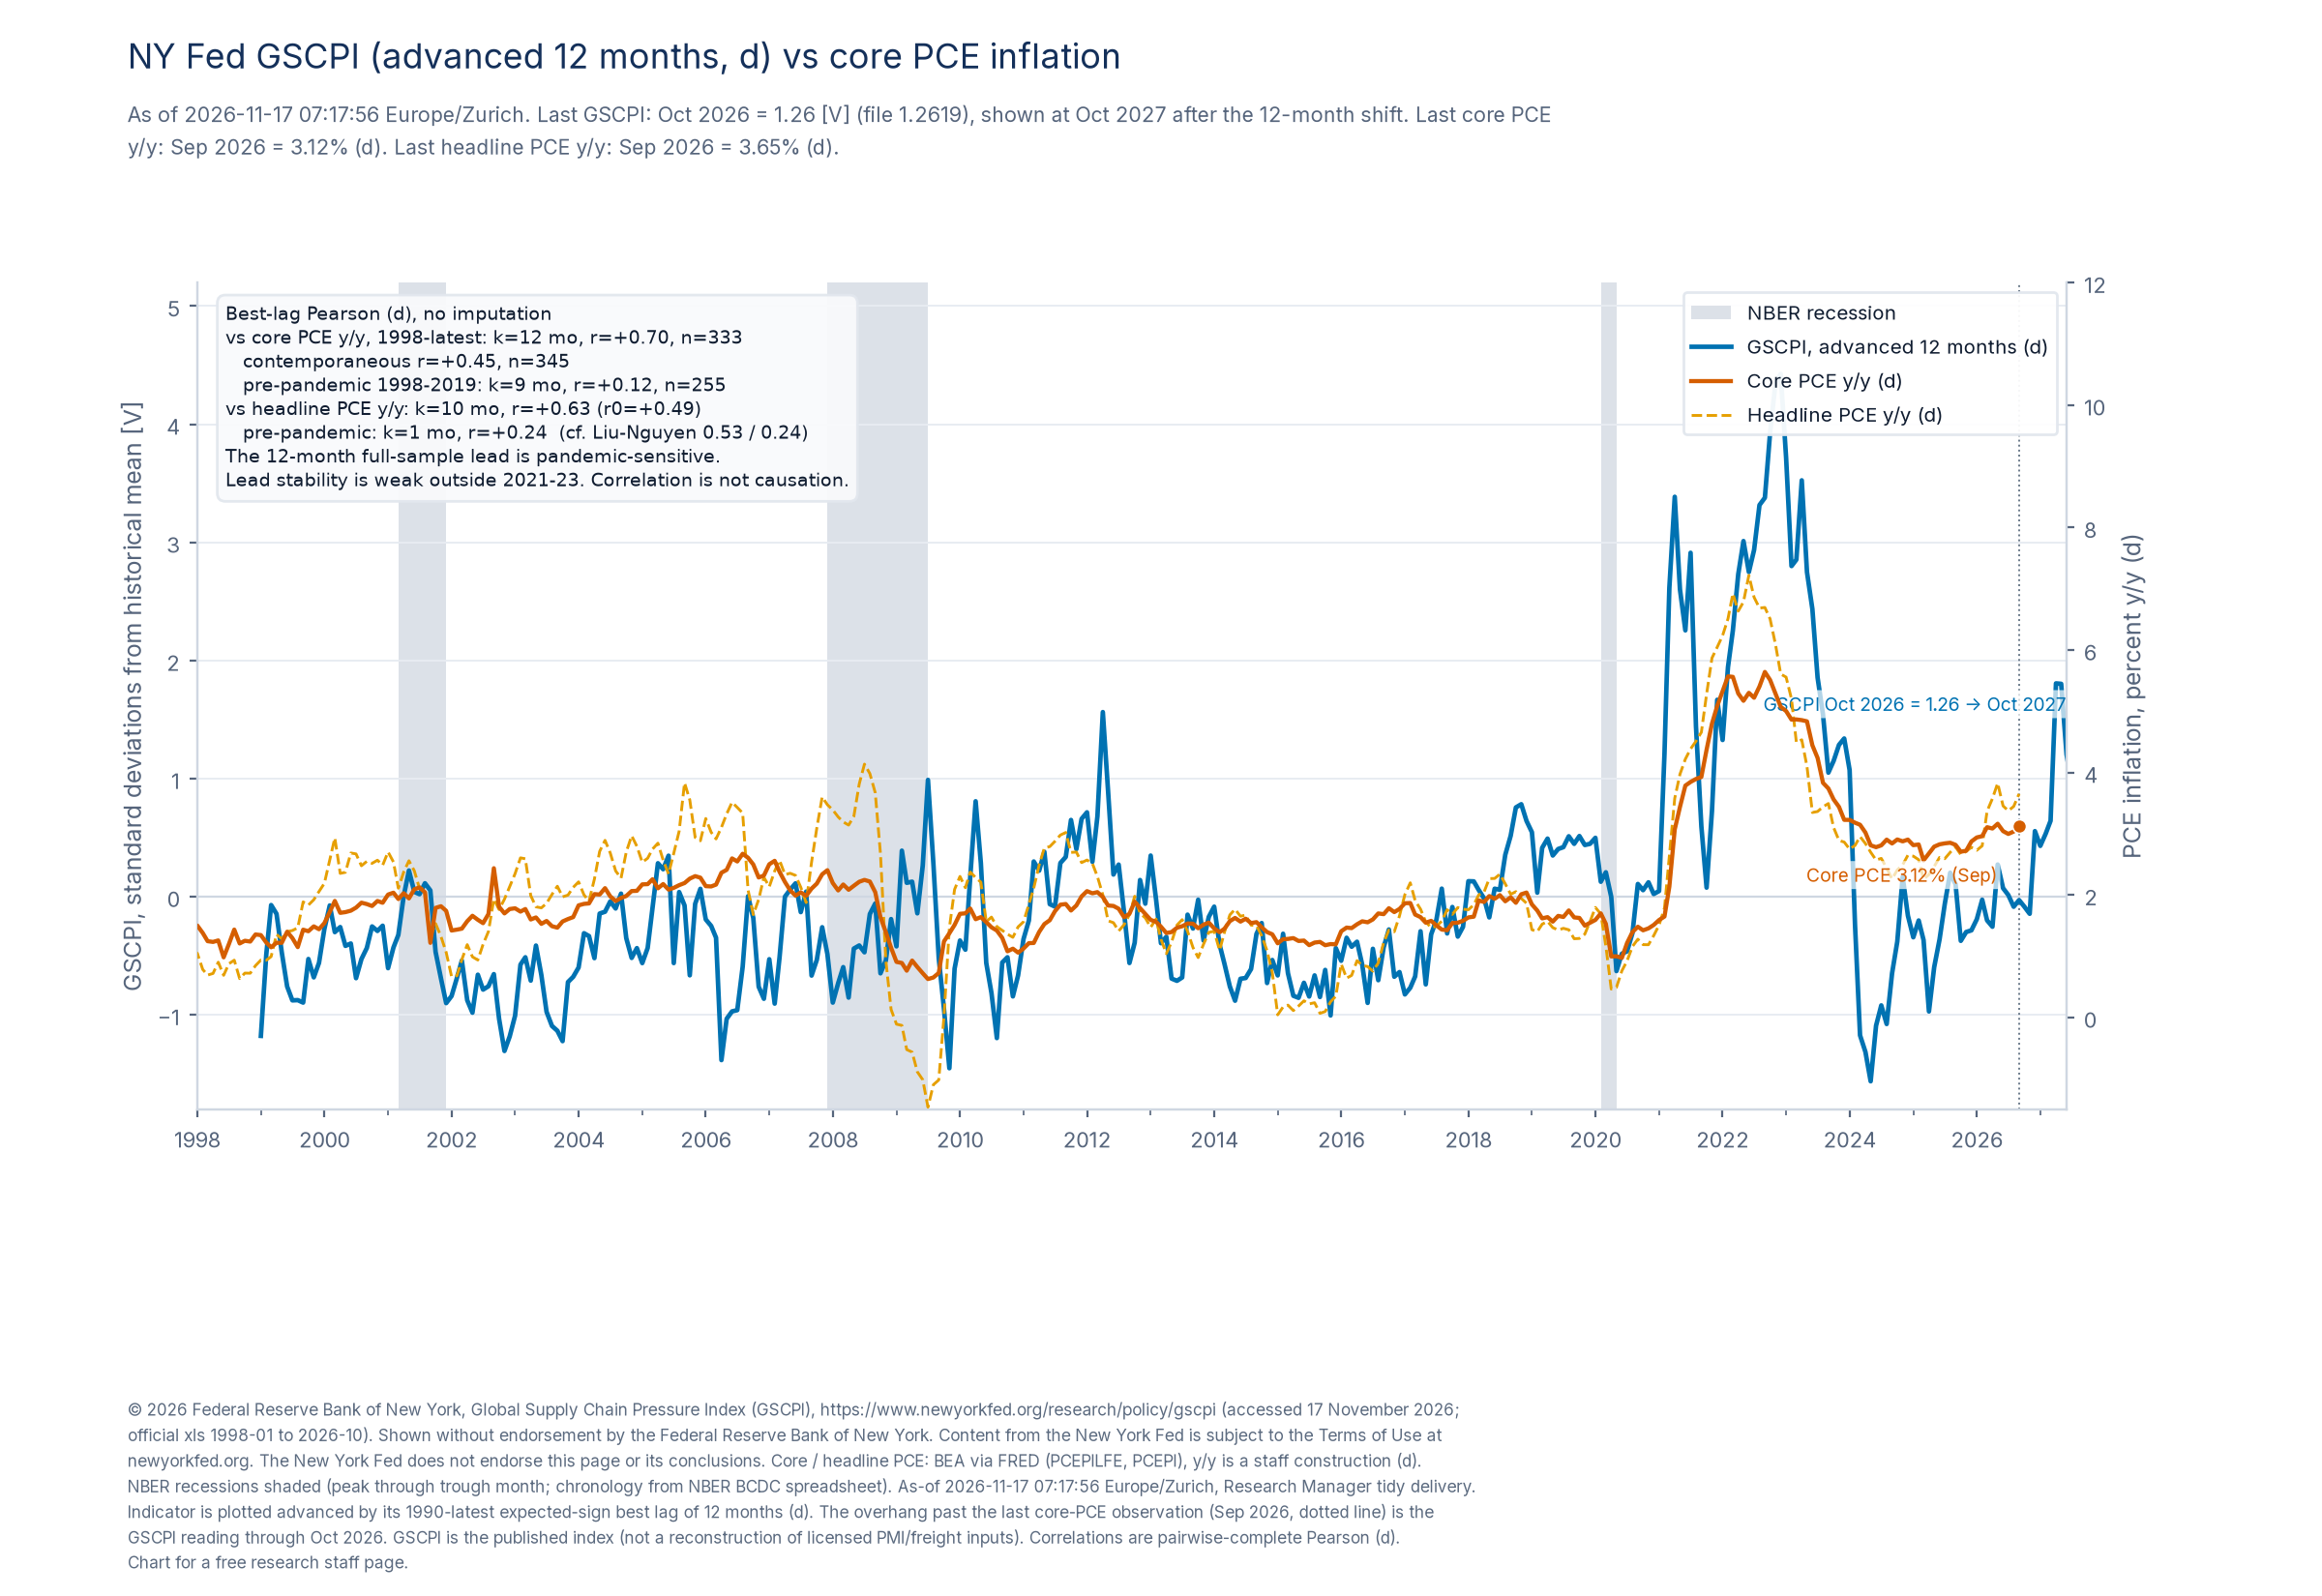 NY Fed GSCPI (advanced 12 months, d) vs core PCE inflation
As of 2026-11-17 07:17:56 Europe/Zurich. Last GSCPI: Oct 2026 = 1.26 [V] (file 1.2619), shown at Oct 2027 after the 12-month shift. Last core PCE
y/y: Sep 2026 = 3.12% (d). Last headline PCE y/y: Sep 2026 = 3.65% (d).
Best-lag Pearson (d), no imputation
vs core PCE y/y, 1998-latest: k=12 mo, r=+0.70, n=333
contemporaneous r=+0.45, n=345
pre-pandemic 1998-2019: k=9 mo, r=+0.12, n=255
vs headline PCE y/y: k=10 mo, r=+0.63 (r0=+0.49)
pre-pandemic: k=1 mo, r=+0.24  (cf. Liu-Nguyen 0.53 / 0.24)
The 12-month full-sample lead is pandemic-sensitive.
Lead stability is weak outside 2021-23. Correlation is not causation.
NBER recession
GSCPI, advanced 12 months (d)
Core PCE y/y (d)
Headline PCE y/y (d)
GSCPI, standard deviations from historical mean [V]
5
4
3
2
1
0
−1
GSCPI Oct 2026 = 1.26 → Oct 2027
Core PCE 3.12% (Sep)
12
10
8
6
4
2
0
PCE inflation, percent y/y (d)
1998 2000 2002 2004 2006 2008 2010 2012 2014 2016 2018 2020 2022 2024 2026
© 2026 Federal Reserve Bank of New York, Global Supply Chain Pressure Index (GSCPI), https://www.newyorkfed.org/research/policy/gscpi (accessed 17 November 2026;
official xls 1998-01 to 2026-10). Shown without endorsement by the Federal Reserve Bank of New York. Content from the New York Fed is subject to the Terms of Use at
newyorkfed.org. The New York Fed does not endorse this page or its conclusions. Core / headline PCE: BEA via FRED (PCEPILFE, PCEPI), y/y is a staff construction (d).
NBER recessions shaded (peak through trough month; chronology from NBER BCDC spreadsheet). As-of 2026-11-17 07:17:56 Europe/Zurich, Research Manager tidy delivery.
Indicator is plotted advanced by its 1990-latest expected-sign best lag of 12 months (d). The overhang past the last core-PCE observation (Sep 2026, dotted line) is the
GSCPI reading through Oct 2026. GSCPI is the published index (not a reconstruction of licensed PMI/freight inputs). Correlations are pairwise-complete Pearson (d).
Chart for a free research staff page.